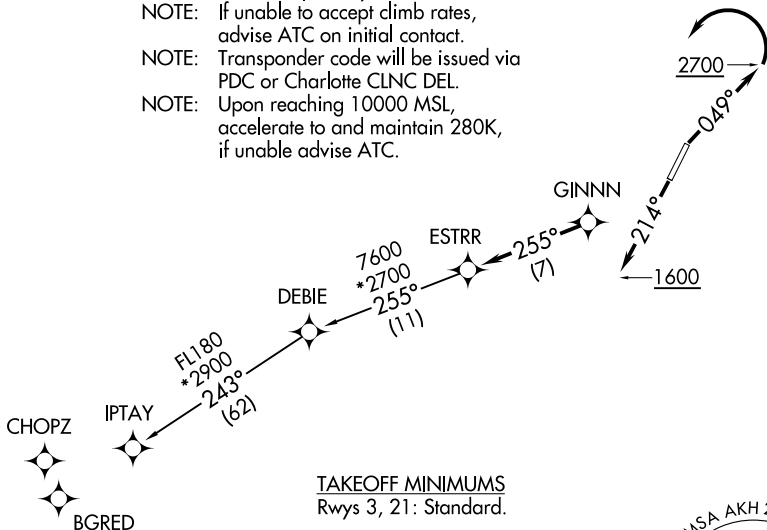 NOTE: If unable to accept climb rates,
advise ATC on initial contact.
NOTE: Transponder code will be issued via
PDC or Charlotte CLNC DEL.
NOTE: Upon reaching 10000 MSL,
accelerate to and maintain 280K,
if unable advise ATC.
2700
049°
214°
1600
GINNN
255°
(7)
ESTRR
7600
*2700
255°
(11)
DEBIE
FL180
*2900
243°
(62)
IPTAY
CHOPZ
BGRED
TAKEOFF MINIMUMS
Rwys 3, 21: Standard.
MSA AKH 2